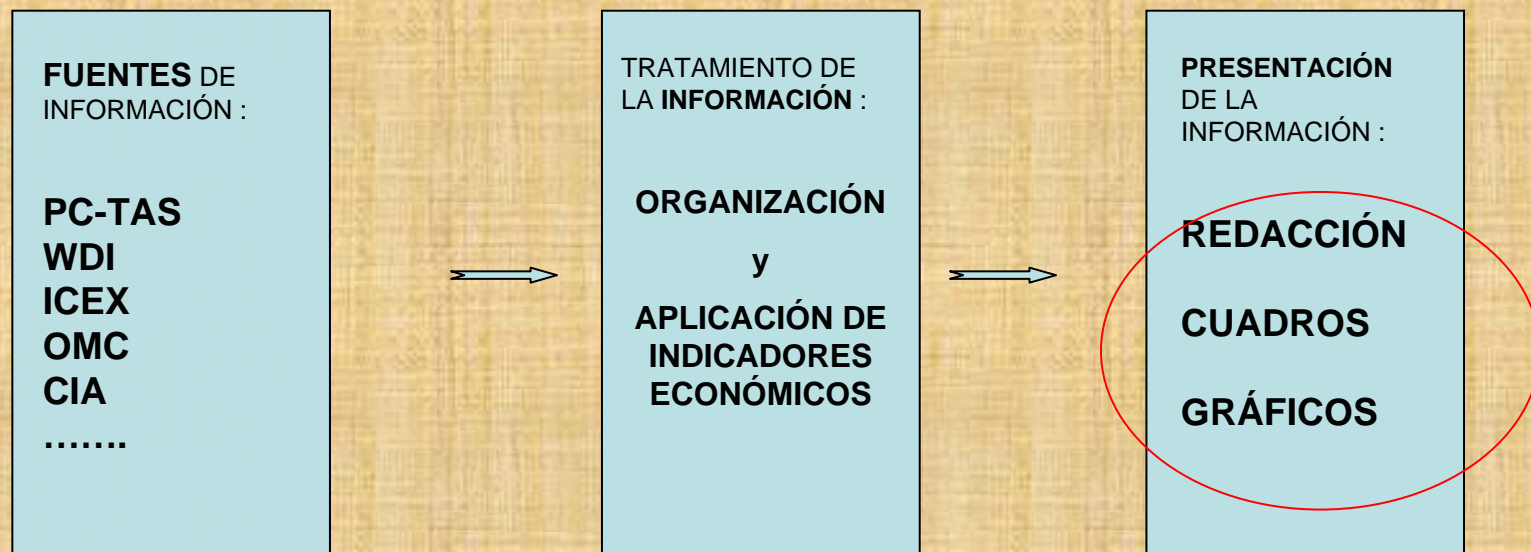 FUENTES DE
INFORMACIÓN :
PC-TAS
WDI
ICEX
OMC
CIA
.......
TRATAMIENTO DE
LA INFORMACIÓN :
ORGANIZACIÓN
y
APLICACIÓN DE
INDICADORES
ECONÓMICOS
PRESENTACIÓN
DE LA
INFORMACIÓN :
REDACCIÓN
CUADROS
GRÁFICOS